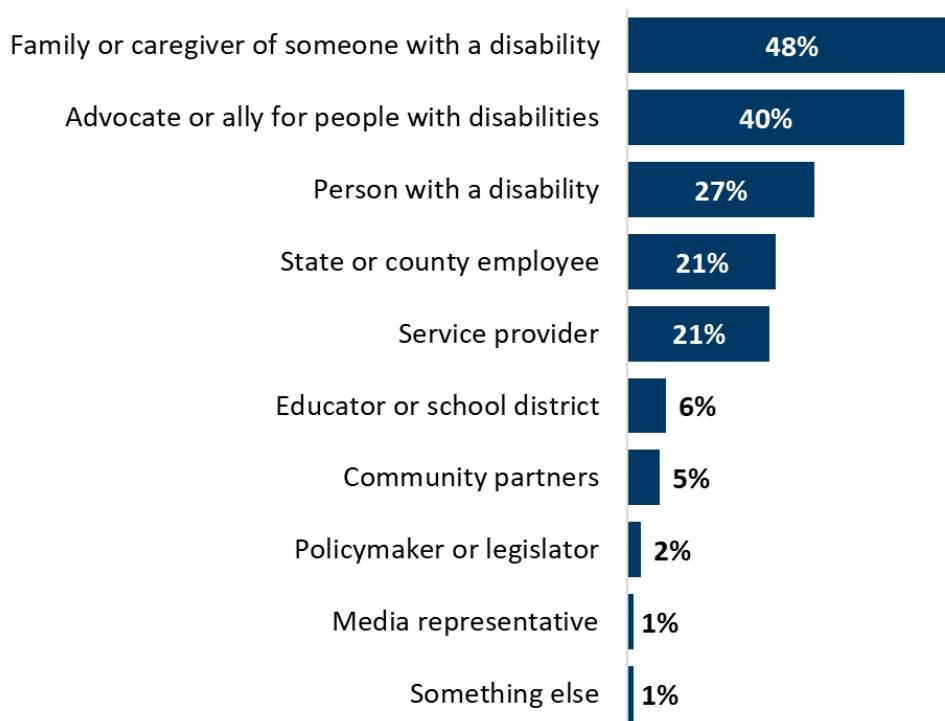 Family or caregiver of someone with a disability 48%
Advocate or ally for people with disabilities 40%
Person with a disability 27%
State or county employee 21%
Service provider 21%
Educator or school district 6%
Community partners 5%
Policymaker or legislator 2%
Media representative 1%
Something else 1%